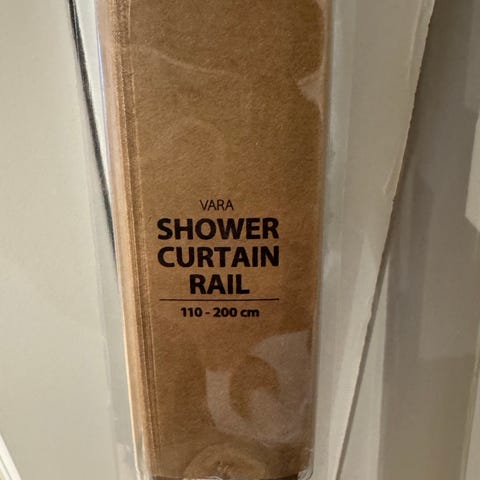 VARA
SHOWER
CURTAIN
RAIL
110 - 200 cm